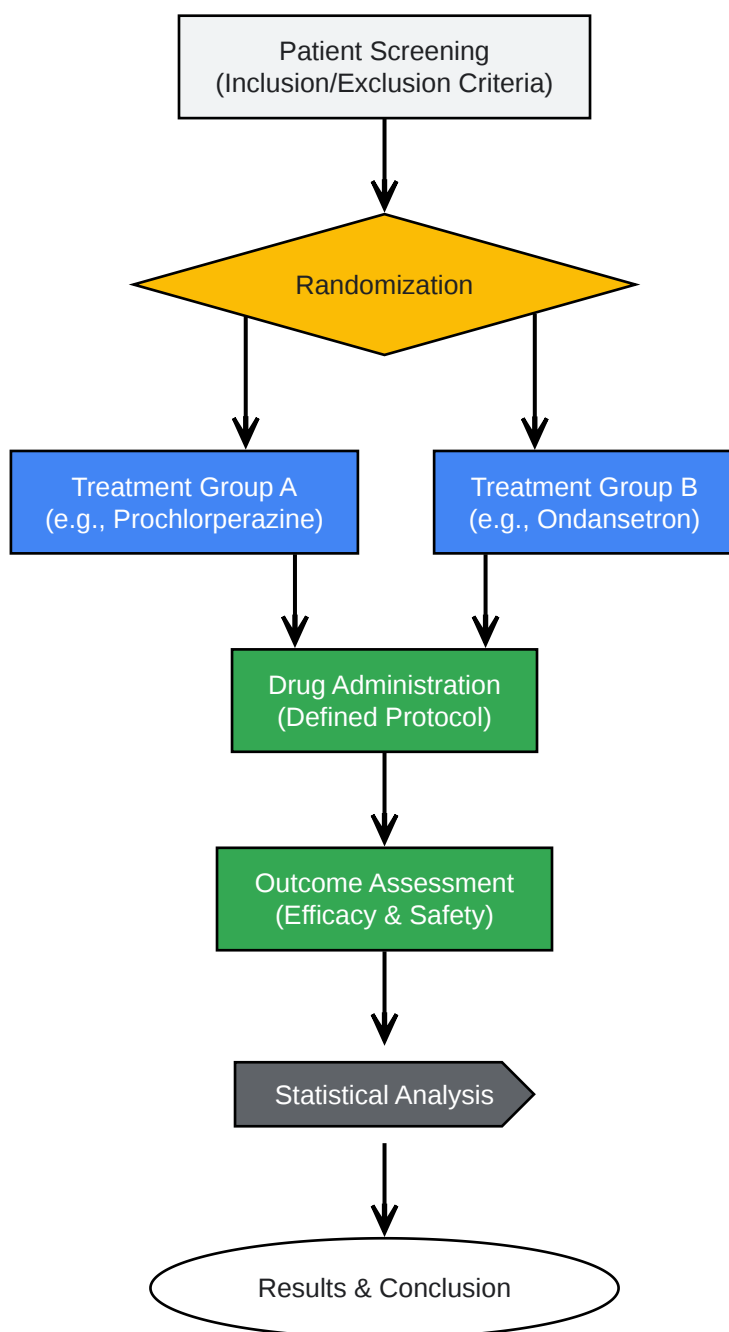 Patient Screening
(Inclusion/Exclusion Criteria)
Randomization
Treatment Group A
(e.g., Prochlorperazine)
Treatment Group B
(e.g., Ondansetron)
Drug Administration
(Defined Protocol)
Outcome Assessment
(Efficacy & Safety)
Statistical Analysis
Results & Conclusion